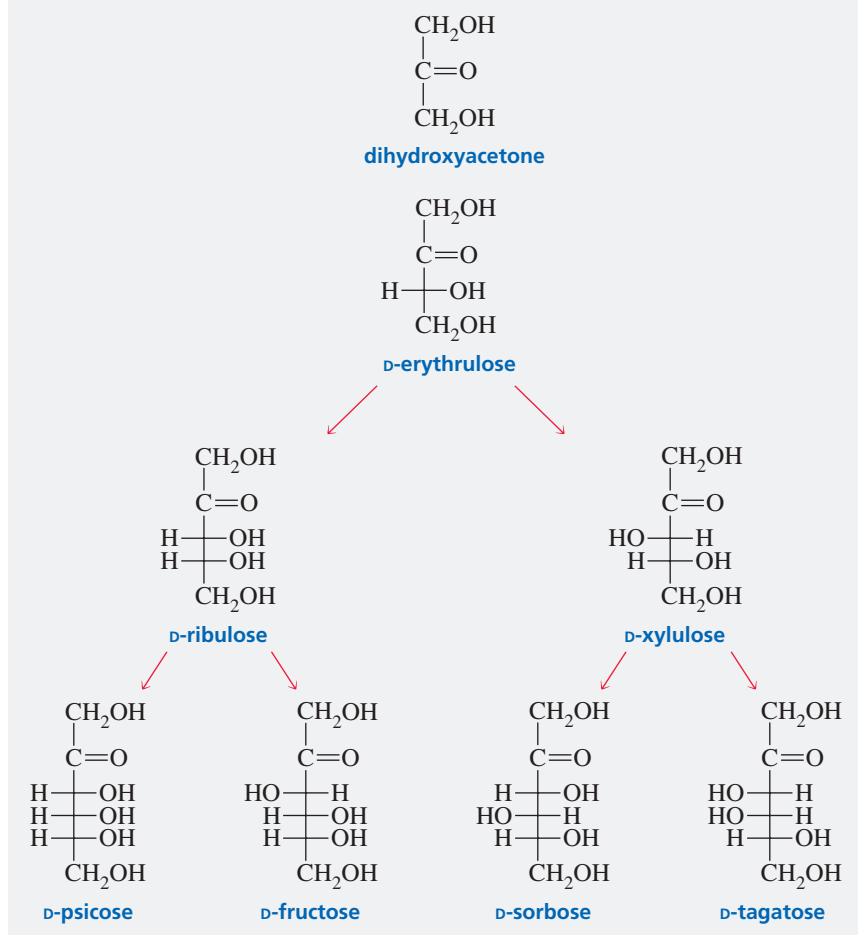 CH₂OH
C=O
CH₂OH
dihydroxyacetone
CH₂OH
C=O
H OH
CH₂OH
D-erythrulose
CH₂OH
C=O
H OH
H OH
CH₂OH
D-ribulose
CH₂OH
C=O
HO H
H OH
CH₂OH
D-xylulose
CH₂OH
C=O
H OH
H OH
H OH
CH₂OH
D-psicose
CH₂OH
C=O
HO H
H OH
H OH
CH₂OH
D-fructose
CH₂OH
C=O
H OH
HO H
H OH
CH₂OH
D-sorbose
CH₂OH
C=O
HO H
HO H
H OH
CH₂OH
D-tagatose